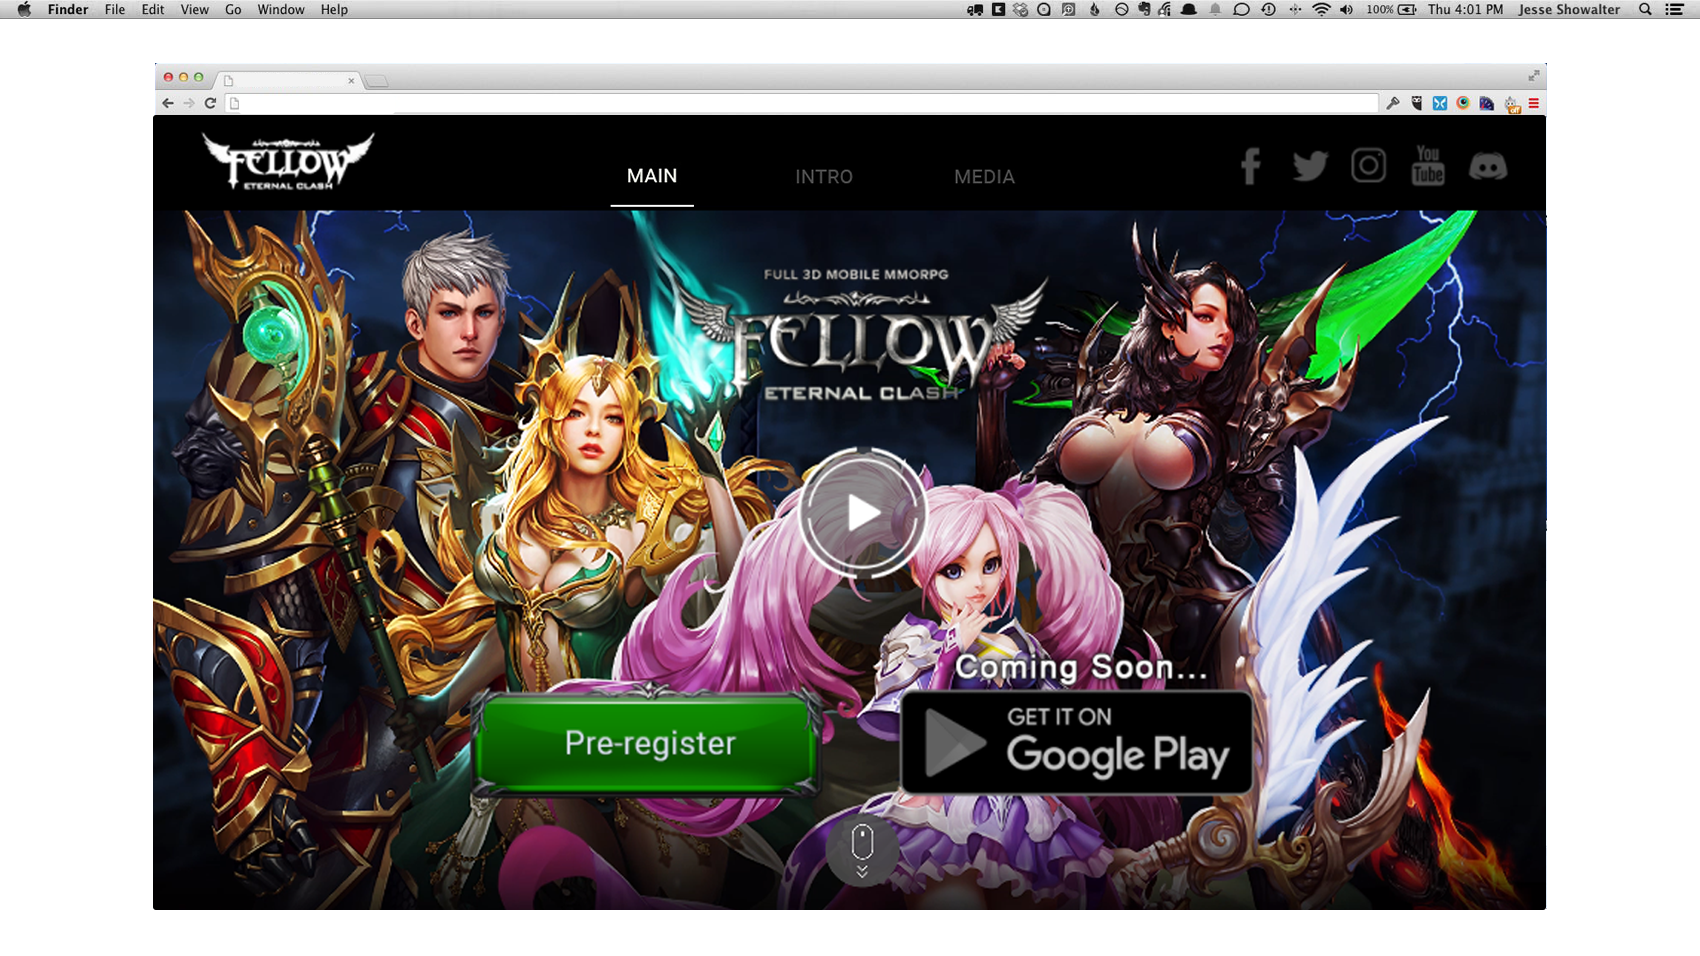 Finder File Edit View Go Window Help 100% Thu 4:01 PM Jesse Showalter
FELLOW
ETERNAL CLASH
MAIN INTRO MEDIA
You
Tube
FULL 3D MOBILE MMORPG
FELLOW
ETERNAL CLASH
Coming Soon...
Pre-register
GET IT ON
Google Play